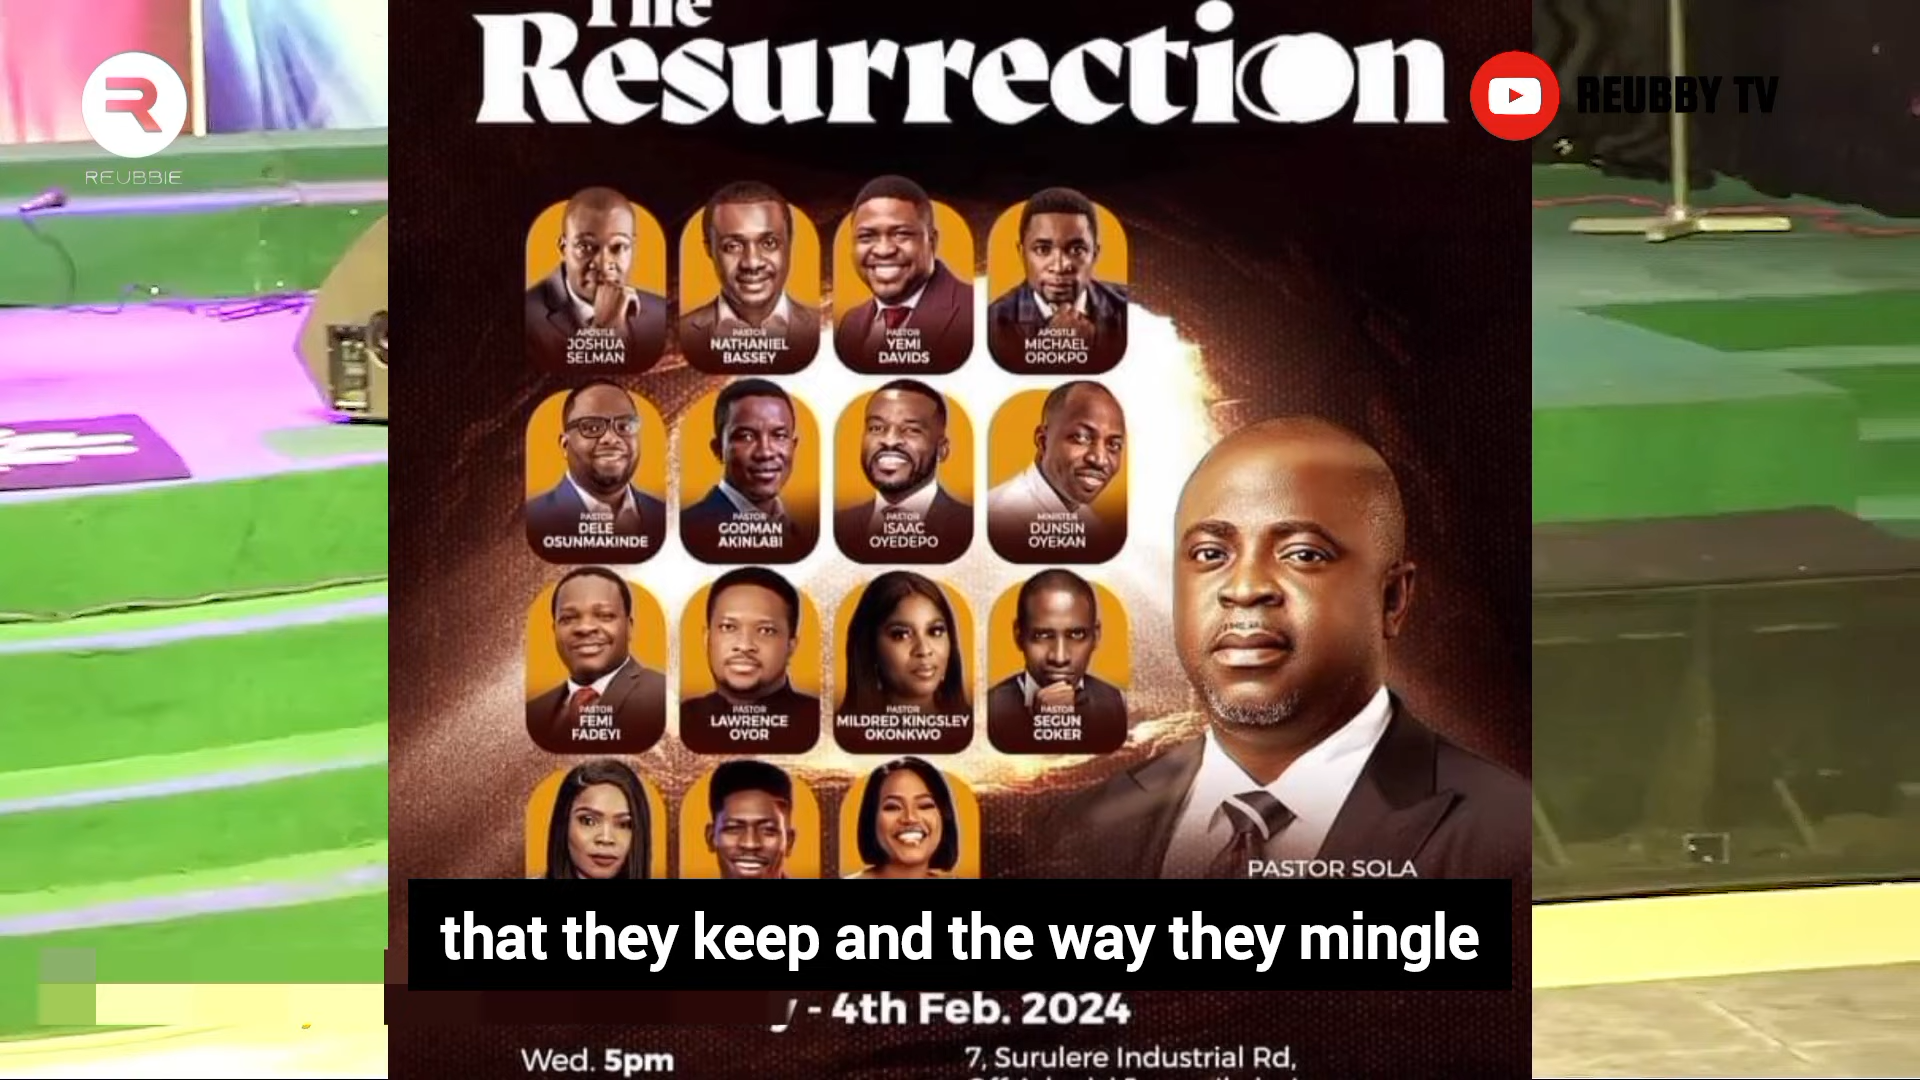 The
Resurrection
REUBBIE
REUBBY TV
APOSTLE
JOSHUA
SELMAN
PASTOR
NATHANIEL
BASSEY
PASTOR
YEMI
DAVIDS
APOSTLE
MICHAEL
OROKPO
PASTOR
DELE
OSUNMAKINDE
PASTOR
GODMAN
AKINLABI
PASTOR
ISAAC
OYEDEPO
MINISTER
DUNSIN
OYEKAN
PASTOR
FEMI
FADEYI
PASTOR
LAWRENCE
OYOR
PASTOR
MILDRED KINGSLEY
OKONKWO
PASTOR
SEGUN
COKER
PASTOR SOLA
that they keep and the way they mingle
- 4th Feb. 2024
Wed. 5pm
7, Surulere Industrial Rd,